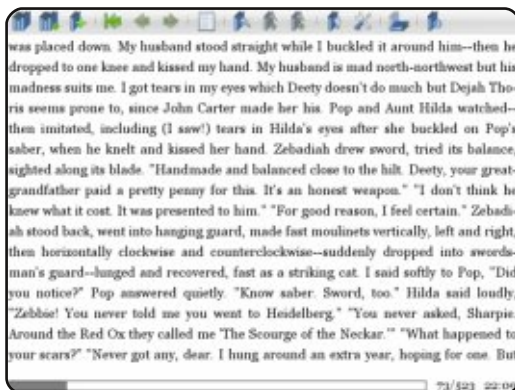 was placed down. My husband stood straight while I buckled it around him--then he
dropped to one knee and kissed my hand. My husband is mad north-northwest but his
madness suits me. I got tears in my eyes which Deety doesn't do much but Dejah Tho-
ris seems prone to, since John Carter made her his. Pop and Aunt Hilda watched--
then imitated, including (I saw!) tears in Hilda's eyes after she buckled on Pop's
saber, when he knelt and kissed her hand. Zebadiah drew sword, tried its balance,
sighted along its blade. "Handmade and balanced close to the hilt. Deety, your great-
grandfather paid a pretty penny for this. It's an honest weapon." "I don't think he
knew what it cost. It was presented to him." "For good reason, I feel certain." Zebadi-
ah stood back, went into hanging guard, made fast moulinets vertically, left and right,
then horizontally clockwise and counterclockwise--suddenly dropped into swords-
man's guard--lunged and recovered, fast as a striking cat. I said softly to Pop, "Did
you notice?" Pop answered quietly. "Know saber. Sword, too." Hilda said loudly,
"Zebbie! You never told me you went to Heidelberg." "You never asked, Sharpie.
Around the Red Ox they called me 'The Scourge of the Neckar.'" "What happened to
your scars?" "Never got any, dear. I hung around an extra year, hoping for one. But
73/523 22:09